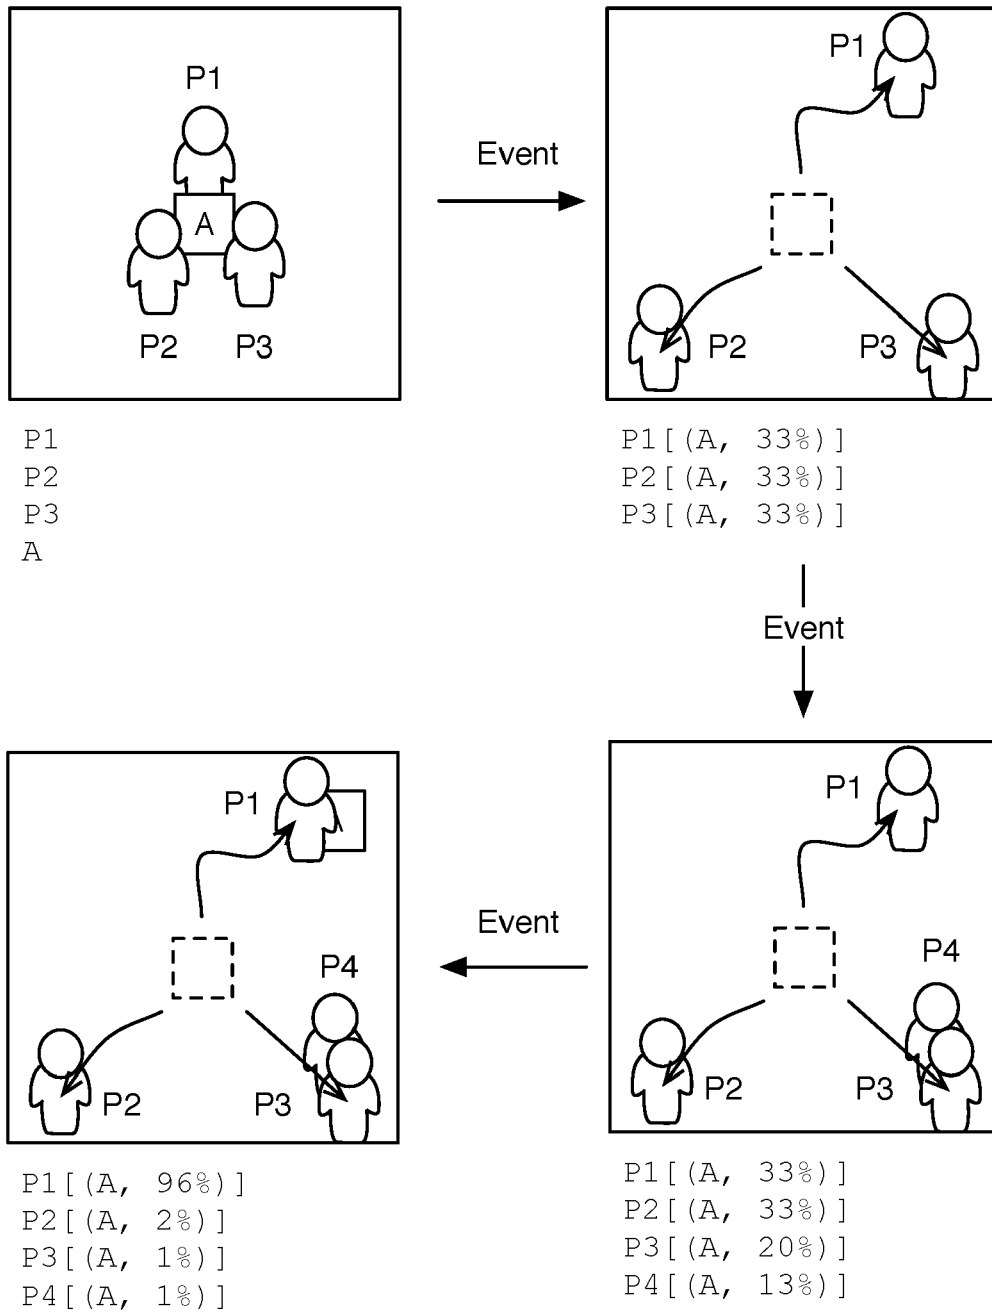 P1
A
P2 P3
P1
P2
P3
A
Event
P1
P2 P3
P1[(A, 33%)]
P2[(A, 33%)]
P3[(A, 33%)]
Event
P1
P4
P2 P3
P1[(A, 33%)]
P2[(A, 33%)]
P3[(A, 20%)]
P4[(A, 13%)]
Event
P1
P4
P2 P3
P1[(A, 96%)]
P2[(A, 2%)]
P3[(A, 1%)]
P4[(A, 1%)]